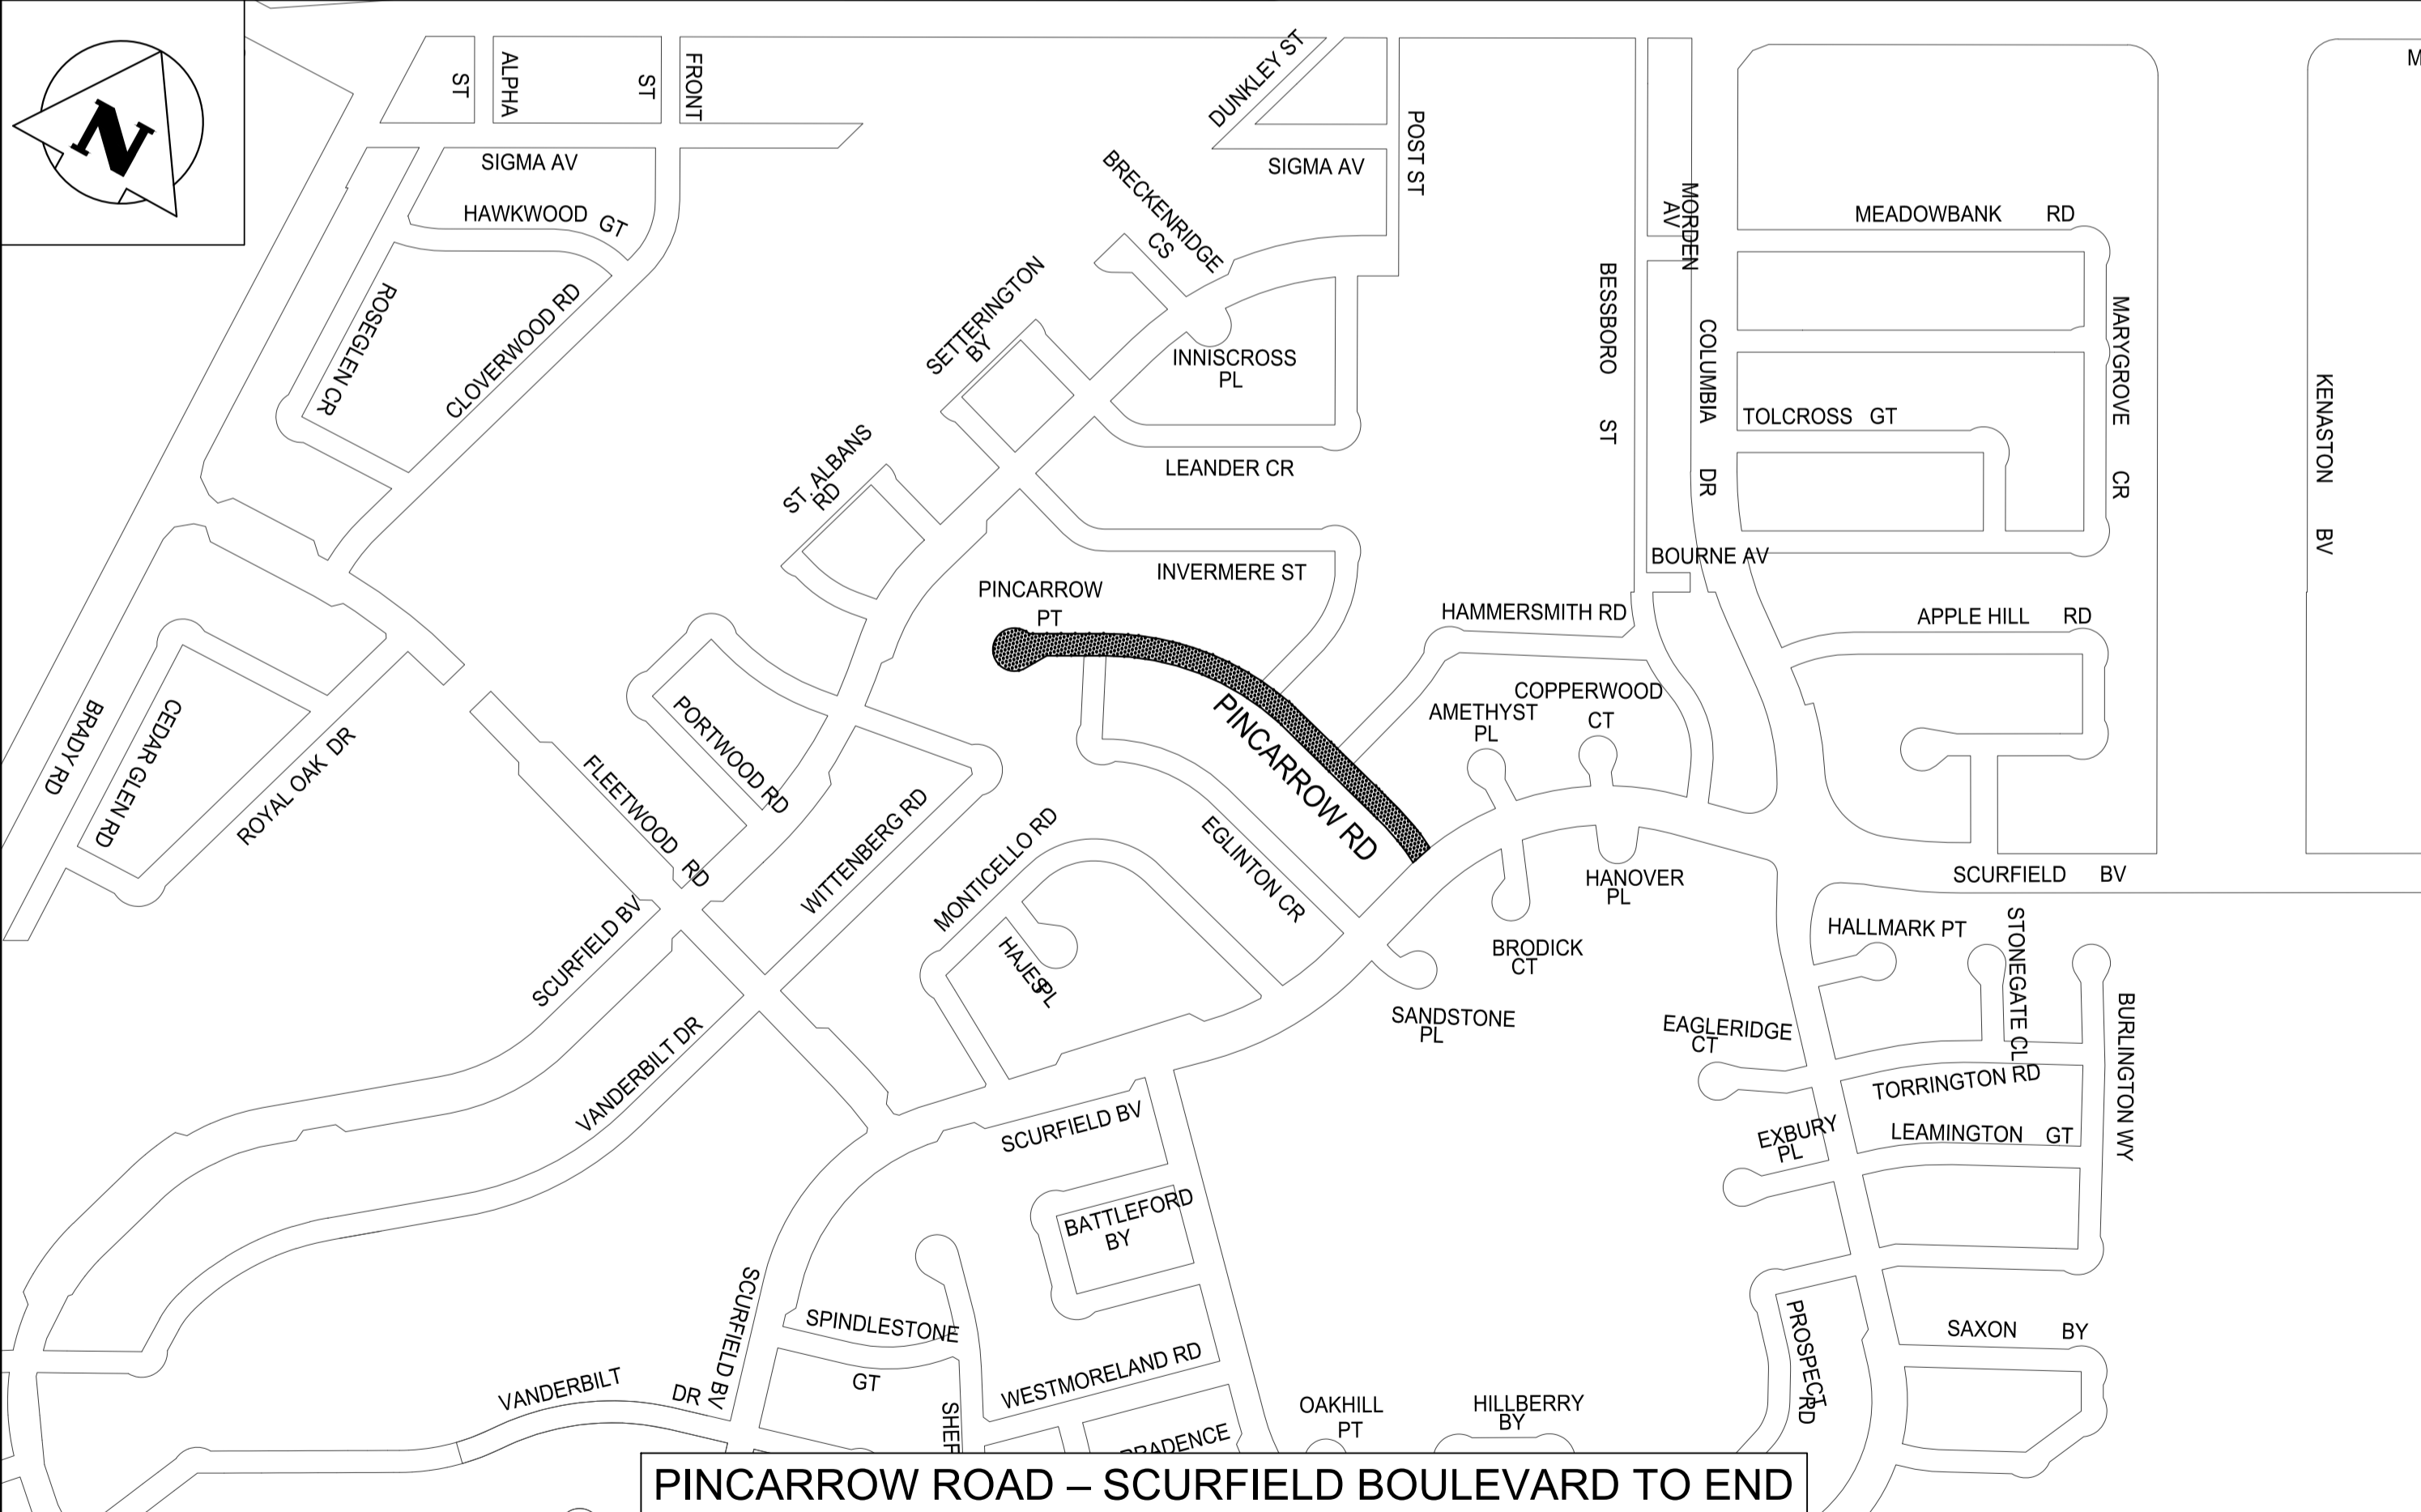 N
ST
ALPHA
ST
FRONT
SIGMA AV
HAWKWOOD GT
ROSEGLEN CR
CLOVERWOOD RD
DUNKLEY ST
SIGMA AV
POST ST
BRECKENRIDGE
CS
SETTERINGTON
BY
INNISCROSS
PL
LEANDER CR
ST. ALBANS
RD
INVERMERE ST
BESSBORO ST
MORDEN
AV
COLUMBIA DR
MEADOWBANK RD
MARYGROVE CR
TOLCROSS GT
BOURNE AV
KENASTON BV
M
PINCARROW
PT
HAMMERSMITH RD
APPLE HILL RD
COPPERWOOD
CT
AMETHYST
PL
PINCARROW RD
BRADY RD
CEDAR GLEN RD
ROYAL OAK DR
PORTWOOD RD
FLEETWOOD RD
WITTENBERG RD
MONTICELLO RD
EGLINTON CR
HANOVER
PL
SCURFIELD BV
SCURFIELD BV
HAJES PL
BRODICK
CT
SANDSTONE
PL
HALLMARK PT
STONEGATE CL
BURLINGTON WY
EAGLERIDGE
CT
TORRINGTON RD
VANDERBILT DR
SCURFIELD BV
EXBURY
PL
LEAMINGTON GT
BATTLEFORD
BY
SCURFIELD BV
SPINDLESTONE
GT
WESTMORELAND RD
PROSPECT
RD
SAXON BY
VANDERBILT DR
SHER
RADENCE
OAKHILL
PT
HILLBERRY
BY
PINCARROW ROAD – SCURFIELD BOULEVARD TO END